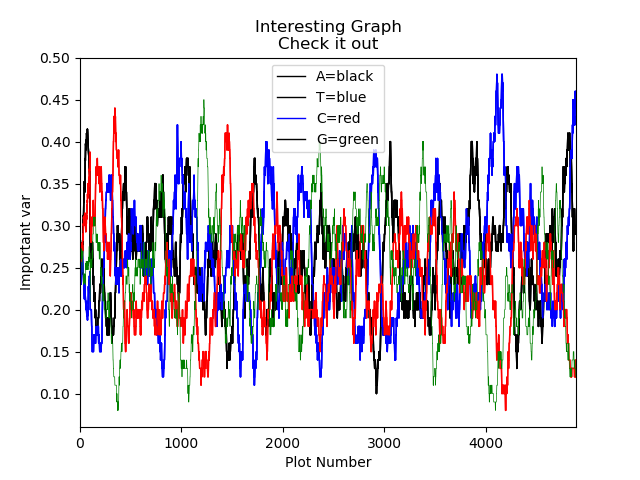 Interesting Graph
Check it out
A=black
T=blue
C=red
G=green
Important var
0.50
0.45
0.40
0.35
0.30
0.25
0.20
0.15
0.10
0
1000
2000
3000
4000
Plot Number